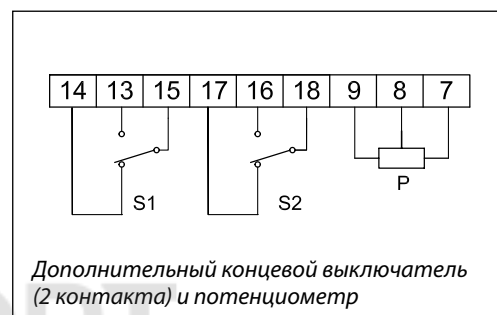 14 13 15 17 16 18 9 8 7
S1 S2 P
Дополнительный концевой выключатель
(2 контакта) и потенциометр